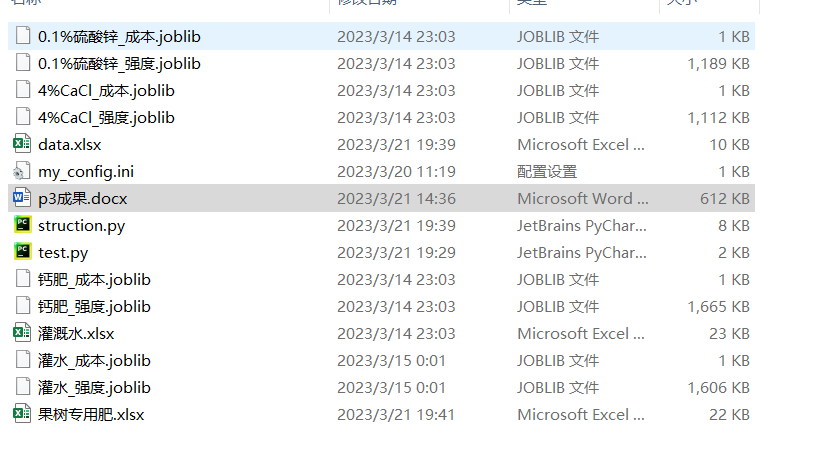 0.1%硫酸锌_成本.joblib 2023/3/14 23:03 JOBLIB 文件 1 KB
0.1%硫酸锌_强度.joblib 2023/3/14 23:03 JOBLIB 文件 1,189 KB
4%CaCl_成本.joblib 2023/3/14 23:03 JOBLIB 文件 1 KB
4%CaCl_强度.joblib 2023/3/14 23:03 JOBLIB 文件 1,112 KB
data.xlsx 2023/3/21 19:39 Microsoft Excel ... 10 KB
my_config.ini 2023/3/20 11:19 配置设置 1 KB
p3成果.docx 2023/3/21 14:36 Microsoft Word ... 612 KB
struction.py 2023/3/21 19:39 JetBrains PyChar... 8 KB
test.py 2023/3/21 19:29 JetBrains PyChar... 2 KB
钙肥_成本.joblib 2023/3/14 23:03 JOBLIB 文件 1 KB
钙肥_强度.joblib 2023/3/14 23:03 JOBLIB 文件 1,665 KB
灌溉水.xlsx 2023/3/14 23:03 Microsoft Excel ... 23 KB
灌水_成本.joblib 2023/3/15 0:01 JOBLIB 文件 1 KB
灌水_强度.joblib 2023/3/15 0:01 JOBLIB 文件 1,606 KB
果树专用肥.xlsx 2023/3/21 19:41 Microsoft Excel ... 22 KB